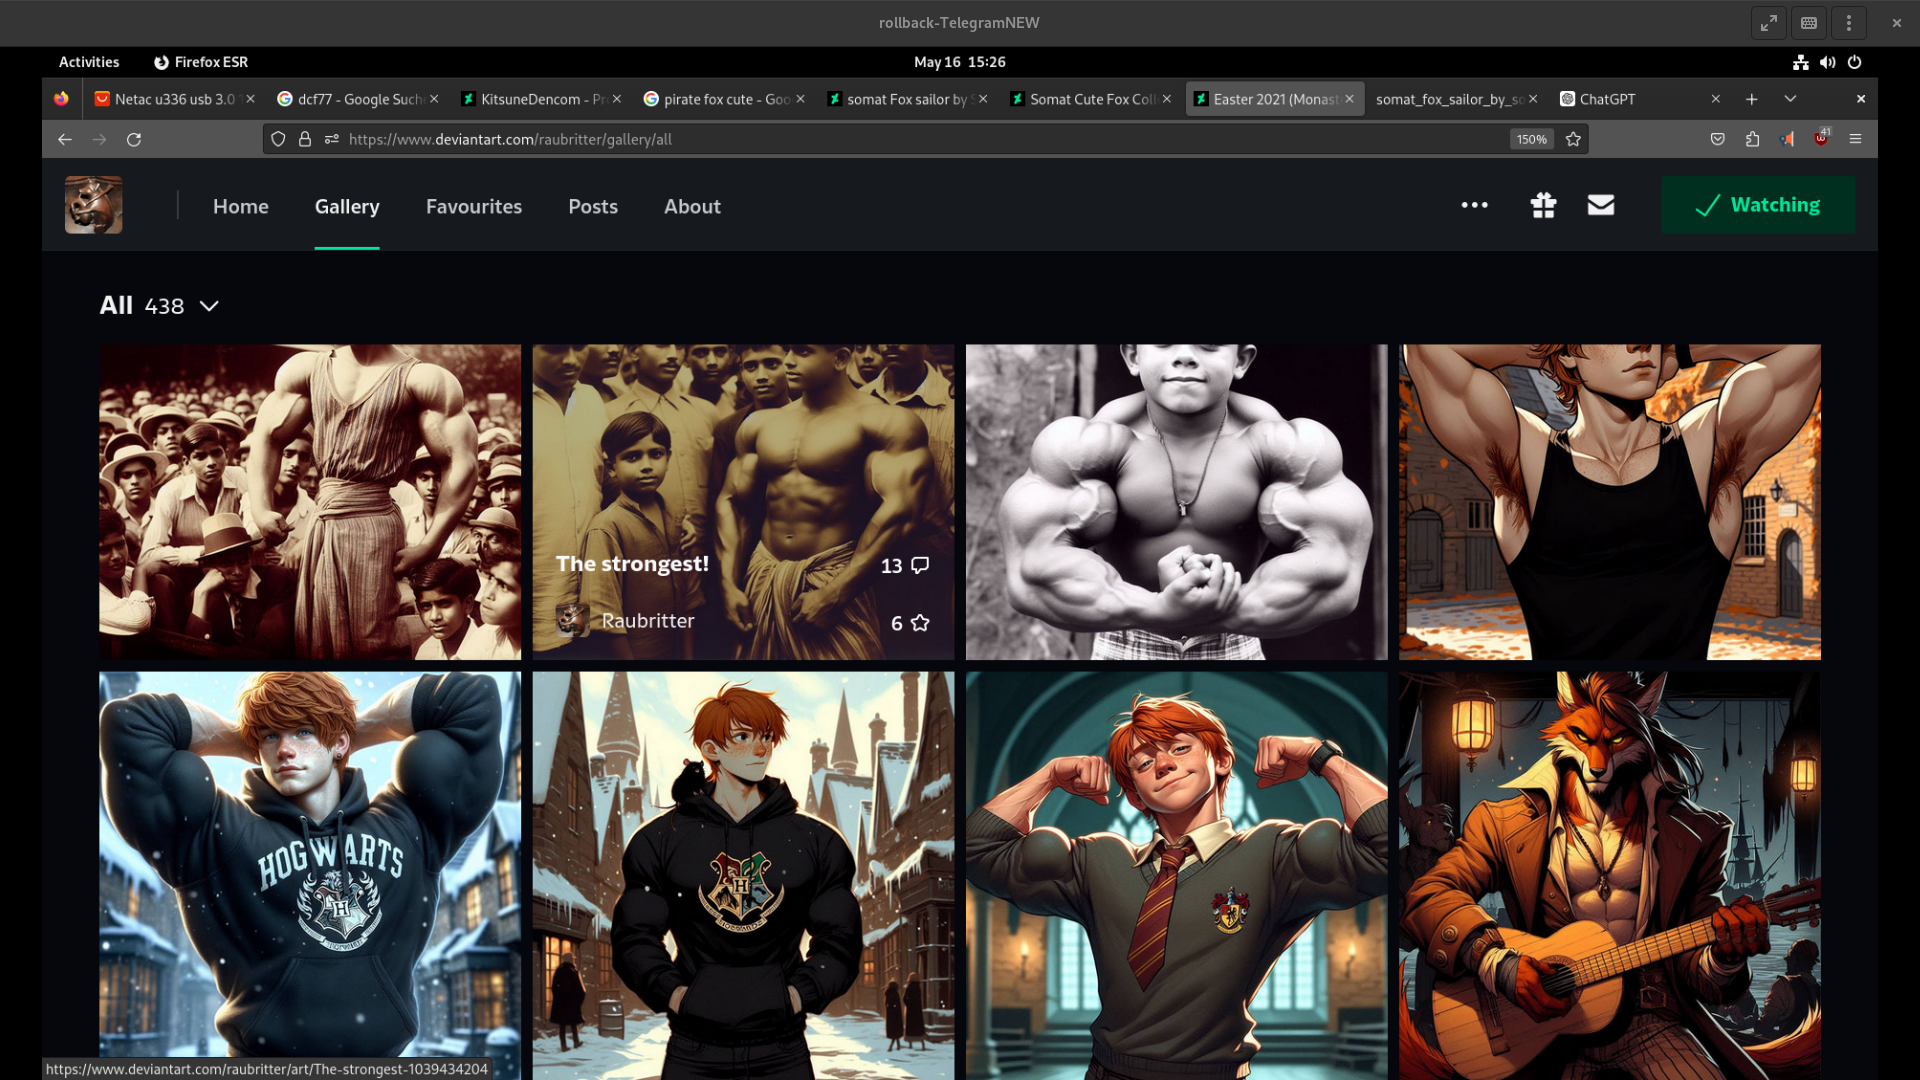 rollback-TelegramNEW
Activities Firefox ESR May 16 15:26
Netac u336 usb 3.0 dcf77 - Google Suche KitsuneDencom - Pr pirate fox cute - Goo somat Fox sailor by S Somat Cute Fox Coll Easter 2021 (Monast somat_fox_sailor_by_so ChatGPT
https://www.deviantart.com/raubritter/gallery/all 150% 41
Home Gallery Favourites Posts About Watching
All 438
The strongest! 13
Raubritter 6
HOGWARTS
H
H
https://www.deviantart.com/raubritter/art/The-strongest-1039434204